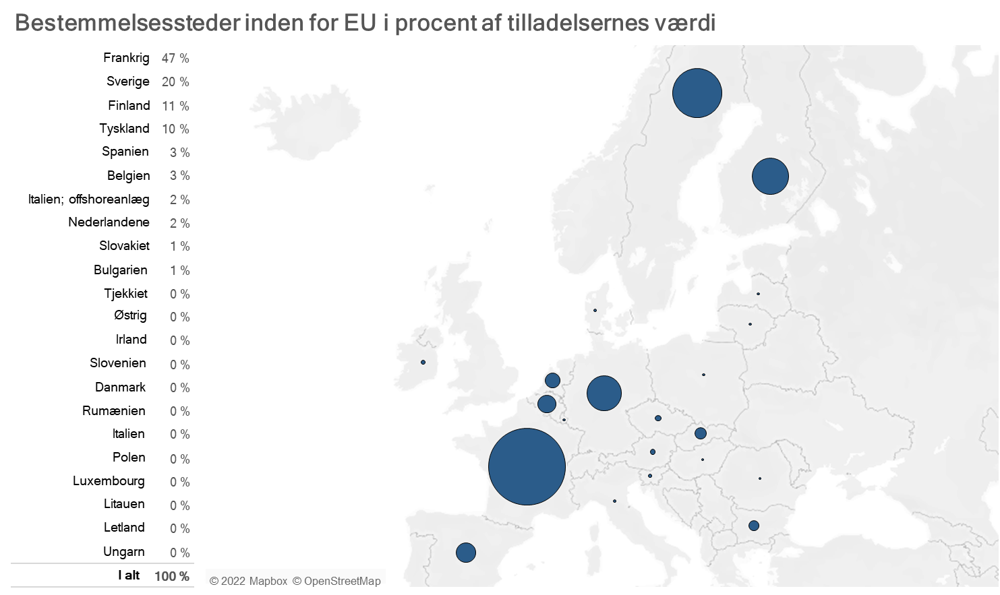 Bestemmelsessteder inden for EU i procent af tilladelsernes værdi
Frankrig 47 %
Sverige 20 %
Finland 11 %
Tyskland 10 %
Spanien 3 %
Belgien 3 %
Italien; offshoreanlæg 2 %
Nederlandene 2 %
Slovakiet 1 %
Bulgarien 1 %
Tjekkiet 0 %
Østrig 0 %
Irland 0 %
Slovenien 0 %
Danmark 0 %
Rumænien 0 %
Italien 0 %
Polen 0 %
Luxembourg 0 %
Litauen 0 %
Letland 0 %
Ungarn 0 %
I alt 100 %
© 2022 Mapbox © OpenStreetMap